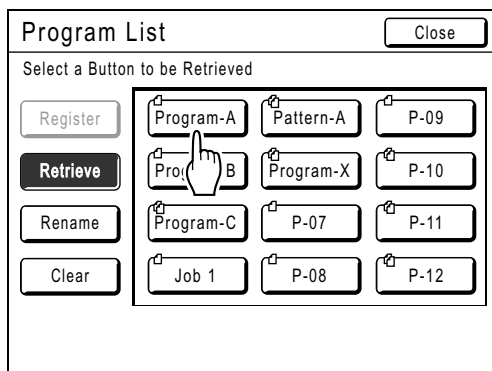 Program List
Close
Select a Button to be Retrieved
Register
Program-A
Pattern-A
P-09
Retrieve
Pro B
Program-X
P-10
Rename
Program-C
P-07
P-11
Clear
Job 1
P-08
P-12